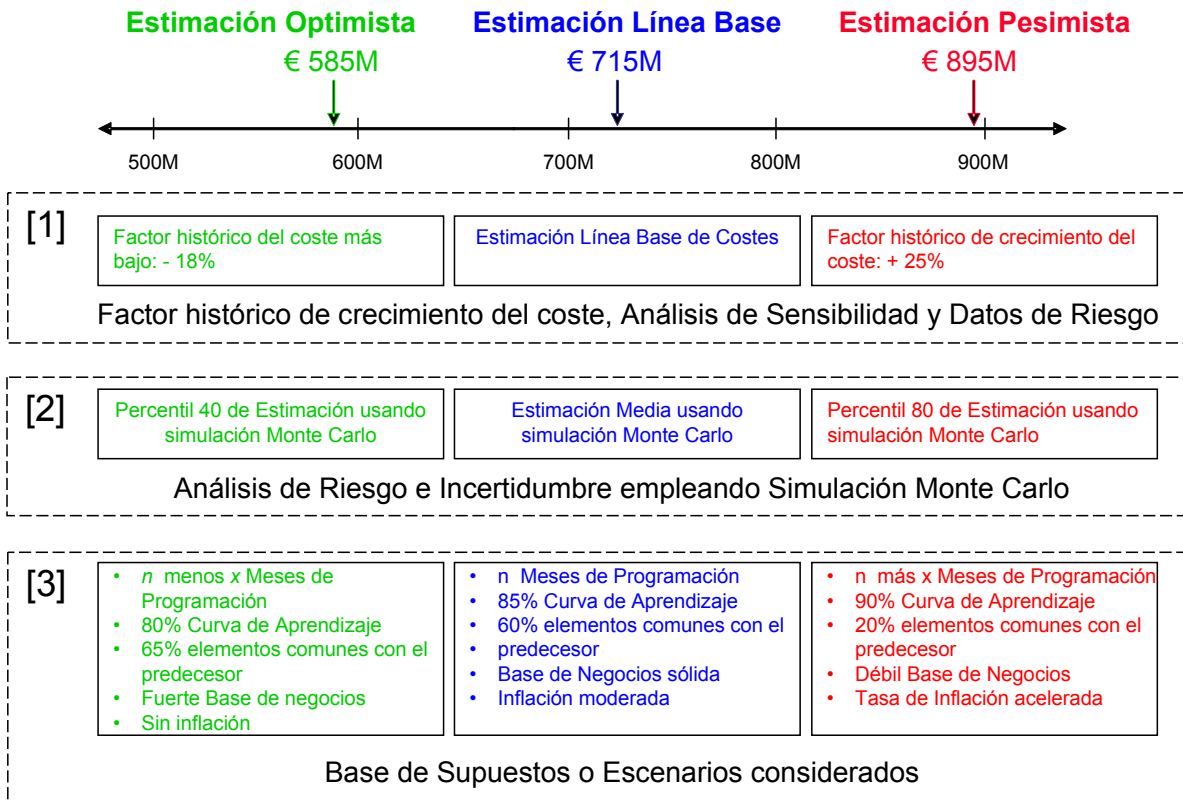 Estimación Optimista
€ 585M
Estimación Línea Base
€ 715M
Estimación Pesimista
€ 895M
500M
600M
700M
800M
900M
[1]
Factor histórico del coste más
bajo: - 18%
Estimación Línea Base de Costes
Factor histórico de crecimiento del
coste: + 25%
Factor histórico de crecimiento del coste, Análisis de Sensibilidad y Datos de Riesgo
[2]
Percentil 40 de Estimación usando
simulación Monte Carlo
Estimación Media usando
simulación Monte Carlo
Percentil 80 de Estimación usando
simulación Monte Carlo
Análisis de Riesgo e Incertidumbre empleando Simulación Monte Carlo
[3]
• n menos x Meses de
Programación
• 80% Curva de Aprendizaje
• 65% elementos comunes con el
predecesor
• Fuerte Base de negocios
• Sin inflación
• n Meses de Programación
• 85% Curva de Aprendizaje
• 60% elementos comunes con el
• predecesor
• Base de Negocios sólida
• Inflación moderada
• n más x Meses de Programación
• 90% Curva de Aprendizaje
• 20% elementos comunes con el
predecesor
• Débil Base de Negocios
• Tasa de Inflación acelerada
Base de Supuestos o Escenarios considerados